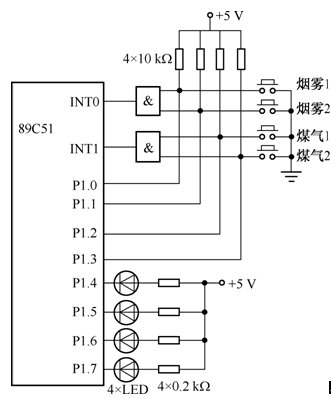 +5 V
4×10 kΩ
烟雾1
INT0
&
烟雾2
89C51
煤气1
INT1
&
煤气2
P1.0
P1.1
P1.2
P1.3
P1.4
+5 V
P1.5
P1.6
P1.7
4×LED
4×0.2 kΩ